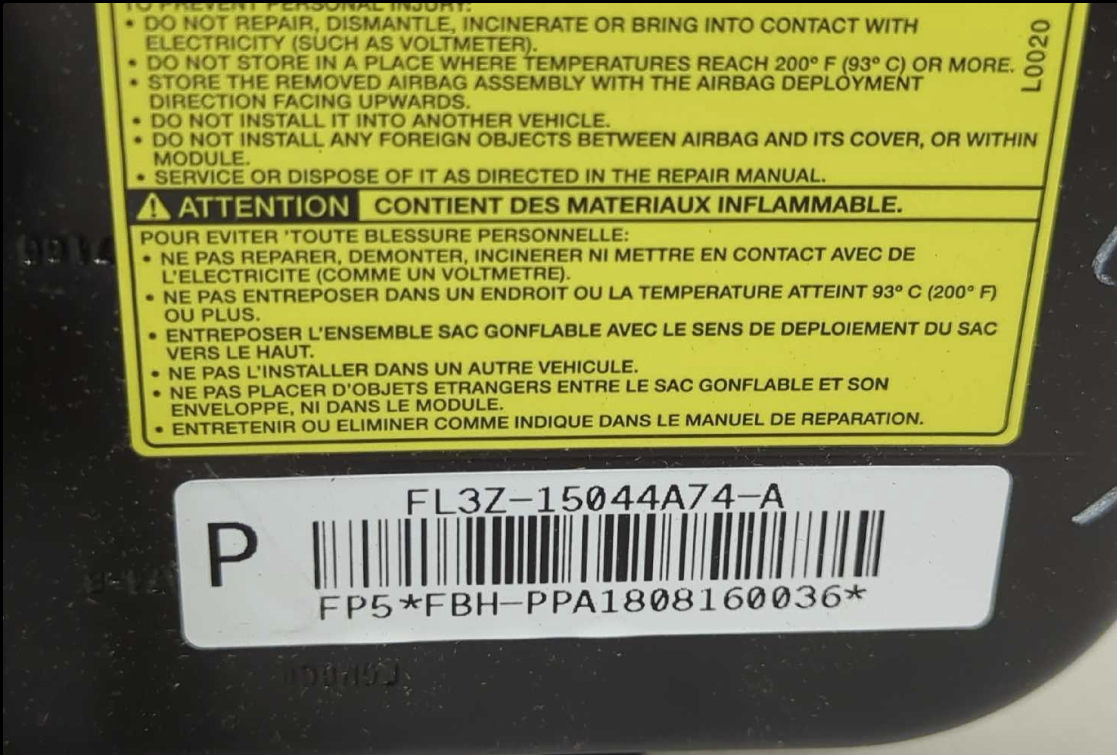 TO PREVENT PERSONAL INJURY:
• DO NOT REPAIR, DISMANTLE, INCINERATE OR BRING INTO CONTACT WITH
ELECTRICITY (SUCH AS VOLTMETER).
• DO NOT STORE IN A PLACE WHERE TEMPERATURES REACH 200° F (93° C) OR MORE.
• STORE THE REMOVED AIRBAG ASSEMBLY WITH THE AIRBAG DEPLOYMENT
DIRECTION FACING UPWARDS.
• DO NOT INSTALL IT INTO ANOTHER VEHICLE.
• DO NOT INSTALL ANY FOREIGN OBJECTS BETWEEN AIRBAG AND ITS COVER, OR WITHIN
MODULE.
• SERVICE OR DISPOSE OF IT AS DIRECTED IN THE REPAIR MANUAL.
L0020
ATTENTION CONTIENT DES MATERIAUX INFLAMMABLE.
POUR EVITER 'TOUTE BLESSURE PERSONNELLE:
• NE PAS REPARER, DEMONTER, INCINERER NI METTRE EN CONTACT AVEC DE
L'ELECTRICITE (COMME UN VOLTMETRE).
• NE PAS ENTREPOSER DANS UN ENDROIT OU LA TEMPERATURE ATTEINT 93° C (200° F)
OU PLUS.
• ENTREPOSER L'ENSEMBLE SAC GONFLABLE AVEC LE SENS DE DEPLOIEMENT DU SAC
VERS LE HAUT.
• NE PAS L'INSTALLER DANS UN AUTRE VEHICULE.
• NE PAS PLACER D'OBJETS ETRANGERS ENTRE LE SAC GONFLABLE ET SON
ENVELOPPE, NI DANS LE MODULE.
• ENTRETENIR OU ELIMINER COMME INDIQUE DANS LE MANUEL DE REPARATION.
FL3Z-15044A74-A
P
FP5*FBH-PPA1808160036*